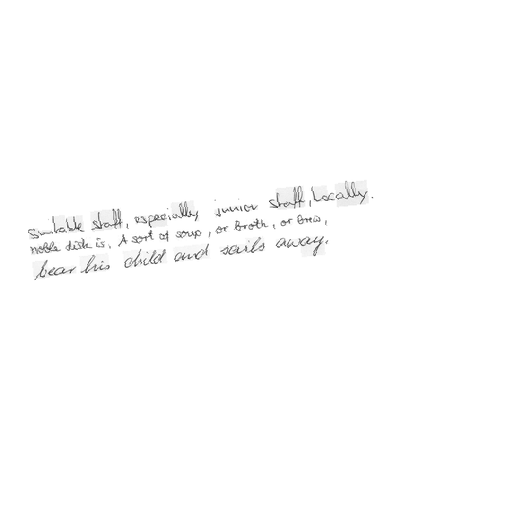 suitable staff, especially junior staff, locally.
noble dish is, A sort of soup, or broth, or brew,
bear his child and sails away.